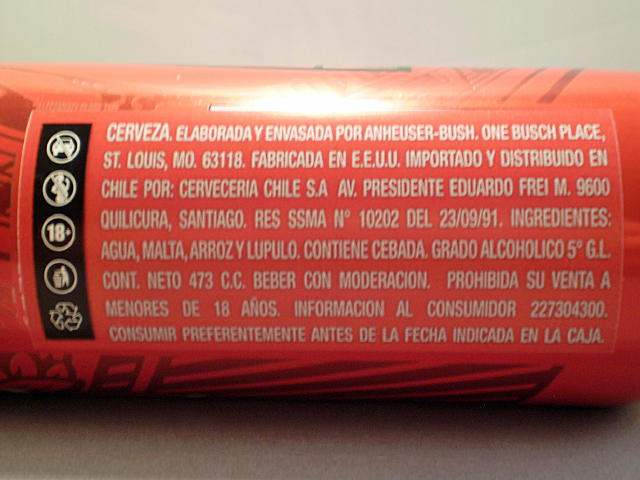 CERVEZA. ELABORADA Y ENVASADA POR ANHEUSER-BUSH. ONE BUSCH PLACE,
ST. LOUIS, MO. 63118. FABRICADA EN E.E.U.U. IMPORTADO Y DISTRIBUIDO EN
CHILE POR: CERVECERIA CHILE S.A AV. PRESIDENTE EDUARDO FREI M. 9600
18+ QUILICURA, SANTIAGO. RES SSMA N° 10202 DEL 23/09/91. INGREDIENTES:
AGUA, MALTA, ARROZ Y LUPULO. CONTIENE CEBADA. GRADO ALCOHOLICO 5° G.L.
CONT. NETO 473 C.C. BEBER CON MODERACION. PROHIBIDA SU VENTA A
MENORES DE 18 AÑOS. INFORMACION AL CONSUMIDOR 227304300.
CONSUMIR PREFERENTEMENTE ANTES DE LA FECHA INDICADA EN LA CAJA.